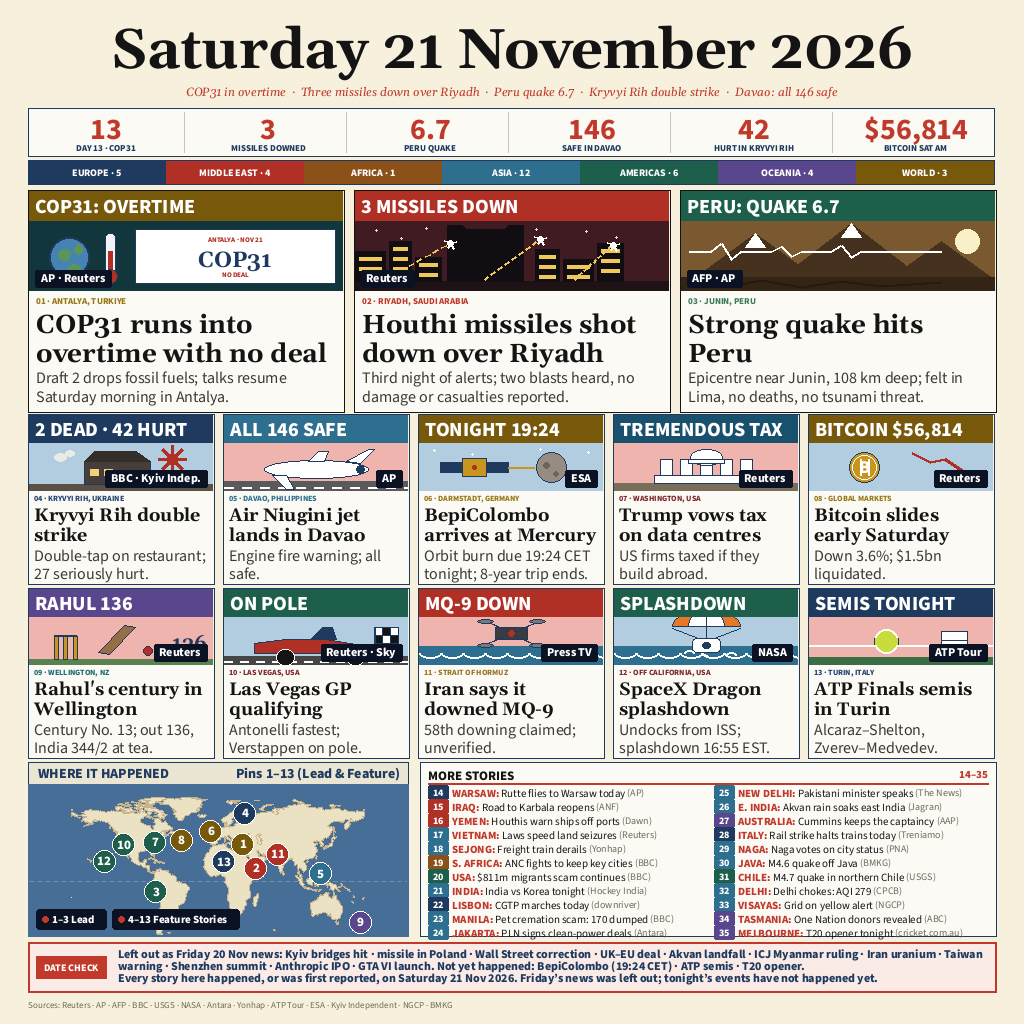 Saturday 21 November 2026
COP31 in overtime · Three missiles down over Riyadh · Peru quake 6.7 · Kryvyi Rih double strike · Davao: all 146 safe
13
DAY 13 · COP31
3
MISSILES DOWNED
6.7
PERU QUAKE
146
SAFE IN DAVAO
42
HURT IN KRYVYI RIH
$56,814
BITCOIN SAT AM
EUROPE · 5
MIDDLE EAST · 4
AFRICA · 1
ASIA · 12
AMERICAS · 6
OCEANIA · 4
WORLD · 3
COP31: OVERTIME
ANTALYA · NOV 21
COP31
NO DEAL
AP · Reuters
01 · ANTALYA, TURKIYE
COP31 runs into
overtime with no deal
Draft 2 drops fossil fuels; talks resume
Saturday morning in Antalya.
3 MISSILES DOWN
Reuters
02 · RIYADH, SAUDI ARABIA
Houthi missiles shot
down over Riyadh
Third night of alerts; two blasts heard, no
damage or casualties reported.
PERU: QUAKE 6.7
AFP · AP
03 · JUNIN, PERU
Strong quake hits
Peru
Epicentre near Junin, 108 km deep; felt in
Lima, no deaths, no tsunami threat.
2 DEAD · 42 HURT
BBC · Kyiv Indep.
04 · KRYVYI RIH, UKRAINE
Kryvyi Rih double
strike
Double-tap on restaurant;
27 seriously hurt.
ALL 146 SAFE
AP
05 · DAVAO, PHILIPPINES
Air Niugini jet
lands in Davao
Engine fire warning; all
safe.
TONIGHT 19:24
ESA
06 · DARMSTADT, GERMANY
BepiColombo
arrives at Mercury
Orbit burn due 19:24 CET
tonight; 8-year trip ends.
TREMENDOUS TAX
Reuters
07 · WASHINGTON, USA
Trump vows tax
on data centres
US firms taxed if they
build abroad.
BITCOIN $56,814
B
Reuters
08 · GLOBAL MARKETS
Bitcoin slides
early Saturday
Down 3.6%; $1.5bn
liquidated.
RAHUL 136
136
Reuters
09 · WELLINGTON, NZ
Rahul's century in
Wellington
Century No. 13; out 136,
India 344/2 at tea.
ON POLE
Reuters · Sky
10 · LAS VEGAS, USA
Las Vegas GP
qualifying
Antonelli fastest;
Verstappen on pole.
MQ-9 DOWN
Press TV
11 · STRAIT OF HORMUZ
Iran says it
downed MQ-9
58th downing claimed;
unverified.
SPLASHDOWN
NASA
12 · OFF CALIFORNIA, USA
SpaceX Dragon
splashdown
Undocks from ISS;
splashdown 16:55 EST.
SEMIS TONIGHT
ATP Tour
13 · TURIN, ITALY
ATP Finals semis
in Turin
Alcaraz–Shelton,
Zverev–Medvedev.
WHERE IT HAPPENED
Pins 1–13 (Lead & Feature)
4
10
7
8
6
1
12
13
2
11
5
3
9
1–3 Lead
4–13 Feature Stories
MORE STORIES
14–35
14 WARSAW: Rutte flies to Warsaw today (AP)
15 IRAQ: Road to Karbala reopens (ANF)
16 YEMEN: Houthis warn ships off ports (Dawn)
17 VIETNAM: Laws speed land seizures (Reuters)
18 SEJONG: Freight train derails (Yonhap)
19 S. AFRICA: ANC fights to keep key cities (BBC)
20 USA: $811m migrants scam continues (BBC)
21 INDIA: India vs Korea tonight (Hockey India)
22 LISBON: CGTP marches today (downriver)
23 MANILA: Pet cremation scam: 170 dumped (BBC)
24 JAKARTA: PLN signs clean-power deals (Antara)
25 NEW DELHI: Pakistani minister speaks (The News)
26 E. INDIA: Akvan rain soaks east India (Jagran)
27 AUSTRALIA: Cummins keeps the captaincy (AAP)
28 ITALY: Rail strike halts trains today (Treniamo)
29 NAGA: Naga votes on city status (PNA)
30 JAVA: M4.6 quake off Java (BMKG)
31 CHILE: M4.7 quake in northern Chile (USGS)
32 DELHI: Delhi chokes: AQI 279 (CPCB)
33 VISAYAS: Grid on yellow alert (NGCP)
34 TASMANIA: One Nation donors revealed (ABC)
35 MELBOURNE: T20 opener tonight (cricket.com.au)
DATE CHECK
Left out as Friday 20 Nov news: Kyiv bridges hit · missile in Poland · Wall Street correction · UK–EU deal · Akvan landfall · ICJ Myanmar ruling · Iran uranium · Taiwan
warning · Shenzhen summit · Anthropic IPO · GTA VI launch. Not yet happened: BepiColombo (19:24 CET) · ATP semis · T20 opener.
Every story here happened, or was first reported, on Saturday 21 Nov 2026. Friday's news was left out; tonight's events have not happened yet.
Sources: Reuters · AP · AFP · BBC · USGS · NASA · Antara · Yonhap · ATP Tour · ESA · Kyiv Independent · NGCP · BMKG